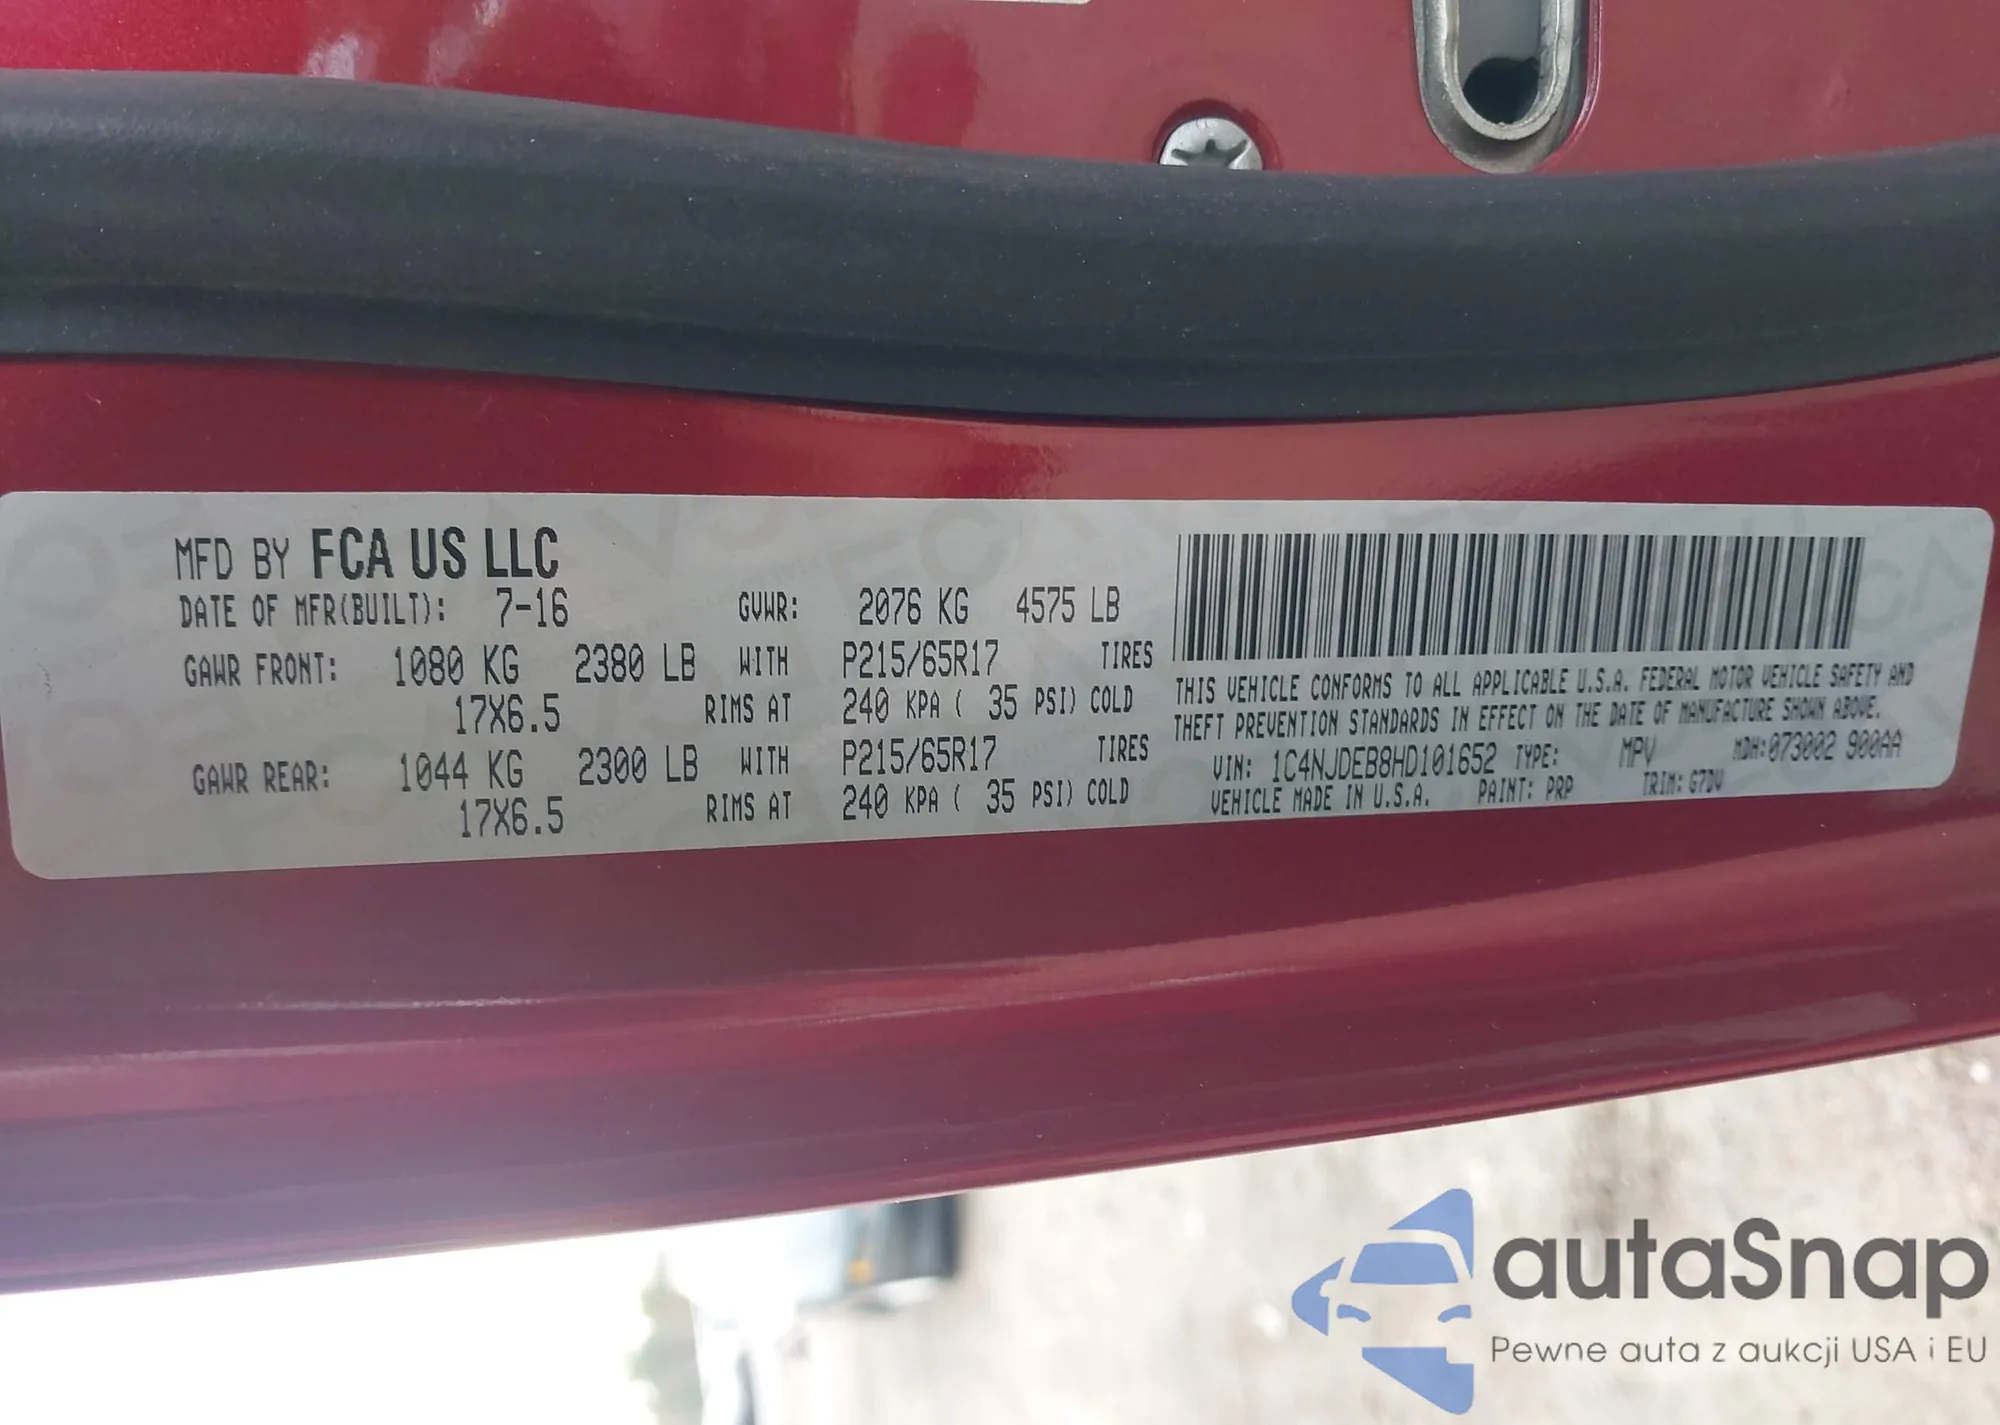 MFD BY FCA US LLC
DATE OF MFR(BUILT): 7-16 GVWR: 2076 KG 4575 LB
GAWR FRONT: 1080 KG 2380 LB WITH P215/65R17 TIRES
17X6.5 RIMS AT 240 KPA ( 35 PSI) COLD
GAWR REAR: 1044 KG 2300 LB WITH P215/65R17 TIRES
17X6.5 RIMS AT 240 KPA ( 35 PSI) COLD
THIS VEHICLE CONFORMS TO ALL APPLICABLE U.S.A. FEDERAL MOTOR VEHICLE SAFETY AND
THEFT PREVENTION STANDARDS IN EFFECT ON THE DATE OF MANUFACTURE SHOWN ABOVE.
VIN: 1C4NJDEB8HD101652 TYPE: MPV MDH:073002 900AA
VEHICLE MADE IN U.S.A. PAINT: PRP TRIM: G7DV
autaSnap
Pewne auta z aukcji USA i EU